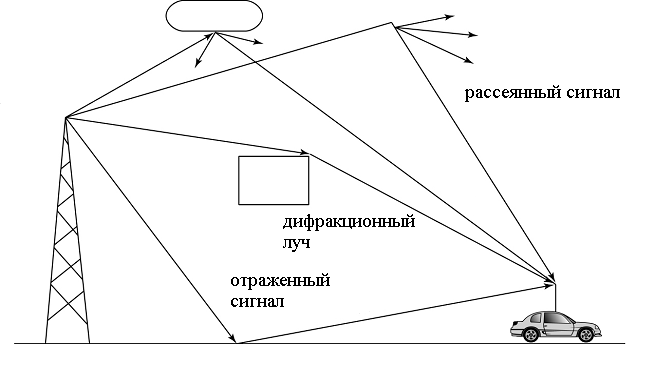 рассеянный сигнал
дифракционный
луч
отраженный
сигнал